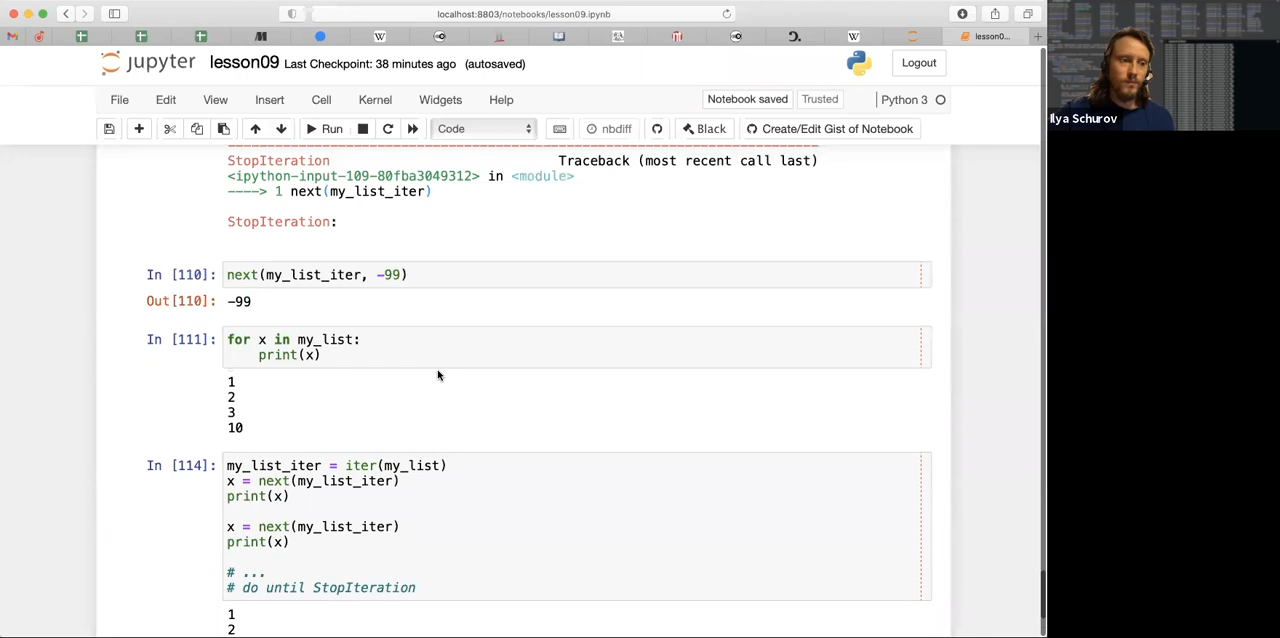 localhost:8803/notebooks/lesson09.ipynb
lesson0...
jupyter lesson09 Last Checkpoint: 38 minutes ago (autosaved)
Logout
File Edit View Insert Cell Kernel Widgets Help
Notebook saved Trusted Python 3
Run Code nbdiff Black Create/Edit Gist of Notebook
StopIteration Traceback (most recent call last)
<ipython-input-109-80fba3049312> in <module>
----> 1 next(my_list_iter)
StopIteration:
In [110]: next(my_list_iter, -99)
Out[110]: -99
In [111]: for x in my_list:
print(x)
1
2
3
10
In [114]: my_list_iter = iter(my_list)
x = next(my_list_iter)
print(x)
x = next(my_list_iter)
print(x)
# ...
# do until StopIteration
1
2
Ilya Schurov